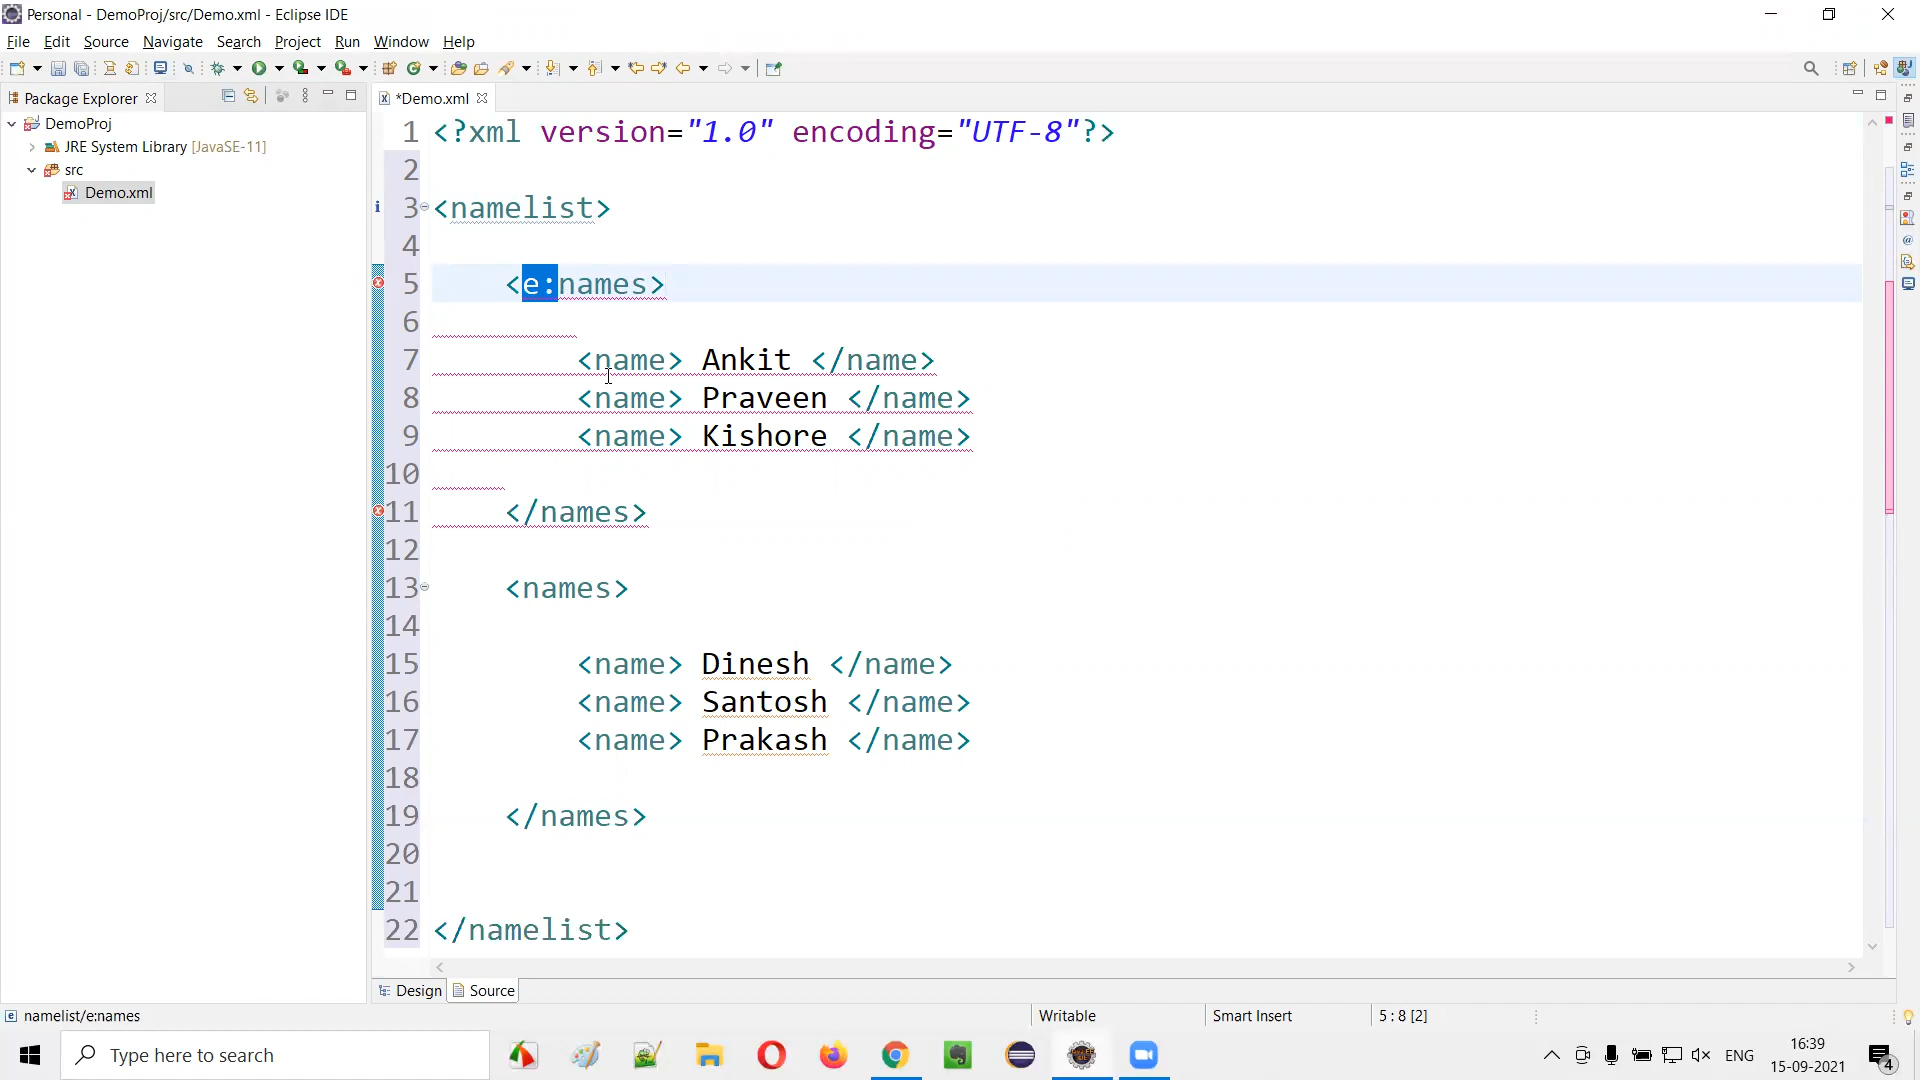 Personal - DemoProj/src/Demo.xml - Eclipse IDE
File Edit Source Navigate Search Project Run Window Help
Package Explorer
*Demo.xml
DemoProj
JRE System Library [JavaSE-11]
src
Demo.xml
1 <?xml version="1.0" encoding="UTF-8"?>
2
3 <namelist>
4
5 <e:names>
6
7 <name> Ankit </name>
8 <name> Praveen </name>
9 <name> Kishore </name>
10
11 </names>
12
13 <names>
14
15 <name> Dinesh </name>
16 <name> Santosh </name>
17 <name> Prakash </name>
18
19 </names>
20
21
22 </namelist>
Design Source
namelist/e:names
Writable
Smart Insert
5 : 8 [2]
Type here to search
ENG
16:39
15-09-2021
4